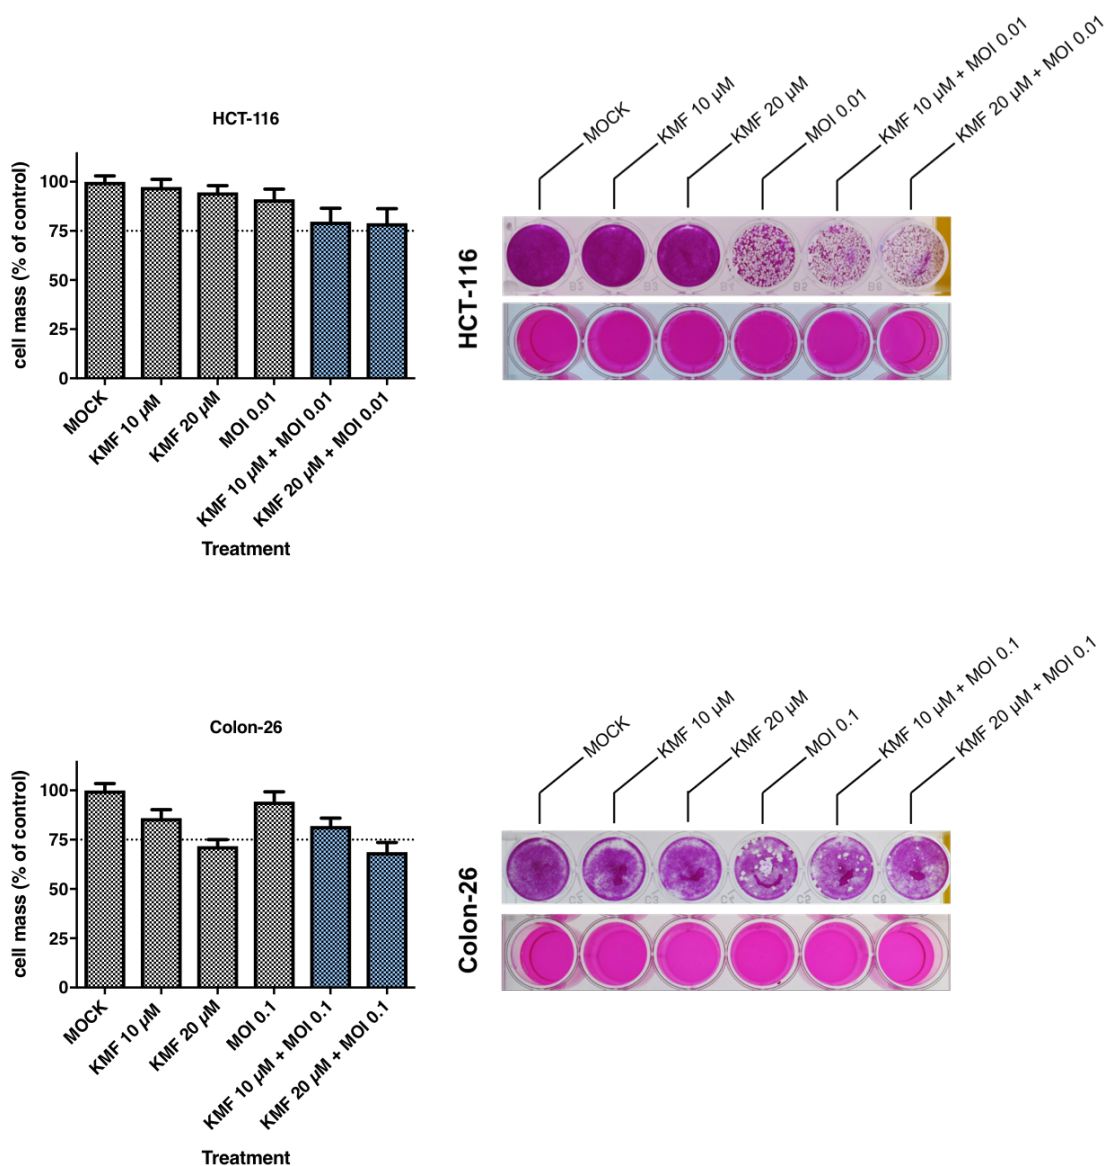 HCT-116
cell mass (% of control)
100
75
50
25
0
MOCK
KMF 10 µM
KMF 20 µM
MOI 0.01
KMF 10 µM + MOI 0.01
KMF 20 µM + MOI 0.01
Treatment
MOCK
KMF 10 µM
KMF 20 µM
MOI 0.01
KMF 10 µM + MOI 0.01
KMF 20 µM + MOI 0.01
HCT-116
Colon-26
cell mass (% of control)
100
75
50
25
0
MOCK
KMF 10 µM
KMF 20 µM
MOI 0.1
KMF 10 µM + MOI 0.1
KMF 20 µM + MOI 0.1
Treatment
MOCK
KMF 10 µM
KMF 20 µM
MOI 0.1
KMF 10 µM + MOI 0.1
KMF 20 µM + MOI 0.1
Colon-26